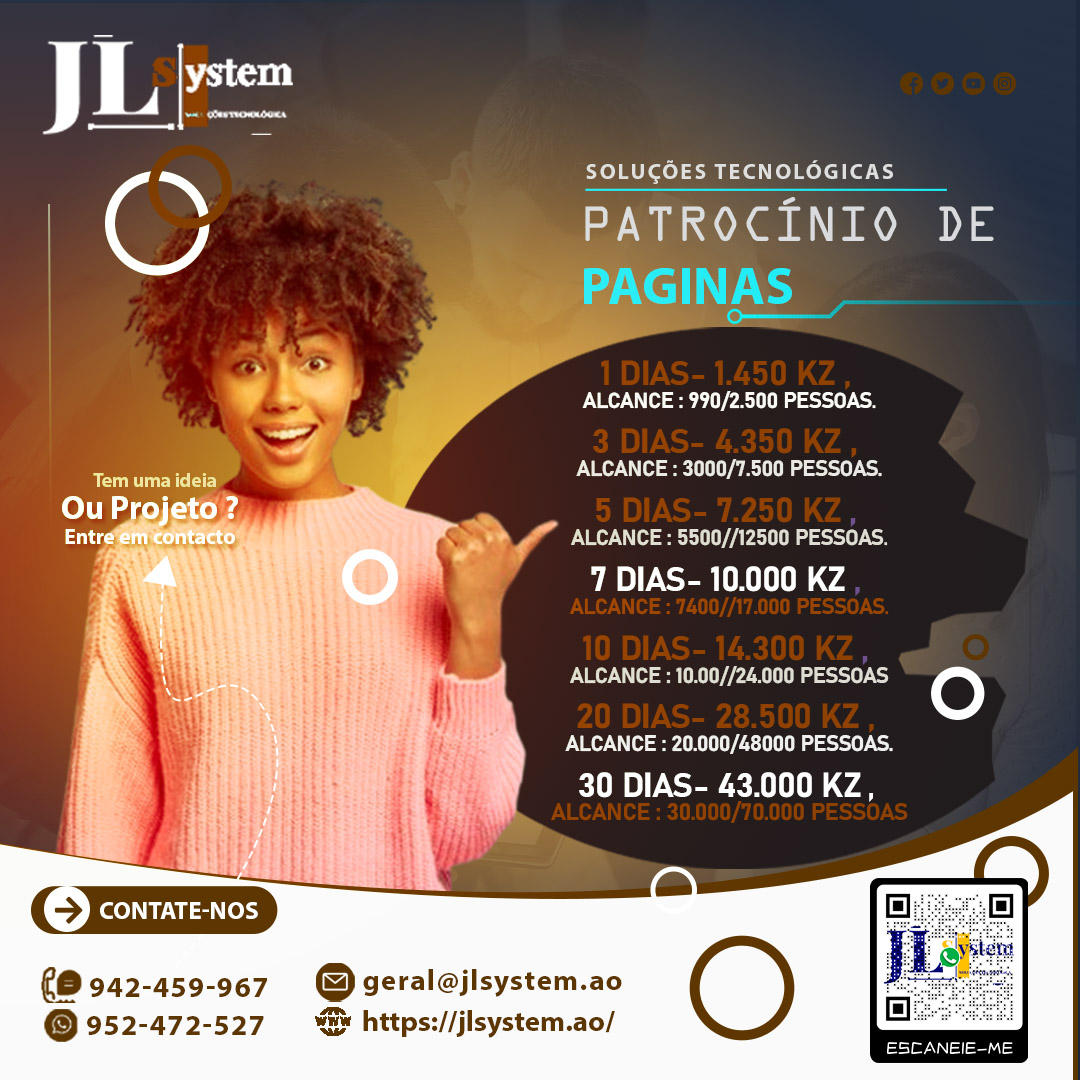 JL System
SOLUÇÕES TECNOLÓGICAS
PATROCÍNIO DE
PAGINAS
1 DIAS- 1.450 KZ ,
ALCANCE : 990/2.500 PESSOAS.
3 DIAS- 4.350 KZ ,
ALCANCE : 3000/7.500 PESSOAS.
5 DIAS- 7.250 KZ ,
ALCANCE : 5500//12500 PESSOAS.
7 DIAS- 10.000 KZ ,
ALCANCE : 7400//17.000 PESSOAS.
10 DIAS- 14.300 KZ ,
ALCANCE : 10.00//24.000 PESSOAS
20 DIAS- 28.500 KZ ,
ALCANCE : 20.000/48000 PESSOAS.
30 DIAS- 43.000 KZ ,
ALCANCE : 30.000/70.000 PESSOAS
Tem uma ideia
Ou Projeto ?
Entre em contacto
CONTATE-NOS
942-459-967
952-472-527
geral@jlsystem.ao
www https://jlsystem.ao/
JL System
ESCANEIE-ME